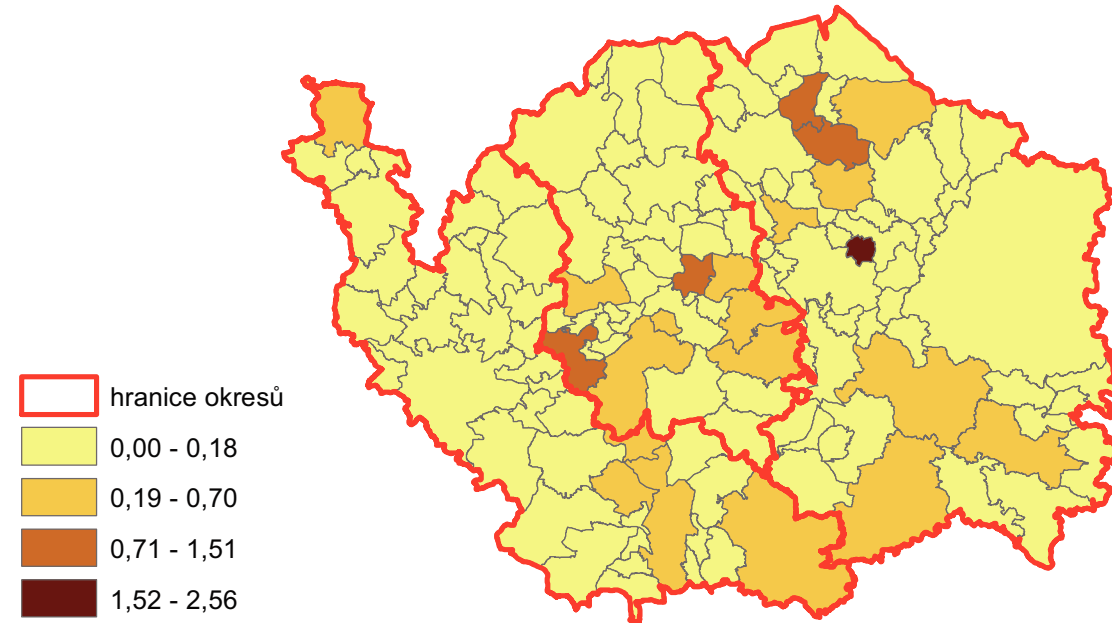 hranice okresů
0,00 - 0,18
0,19 - 0,70
0,71 - 1,51
1,52 - 2,56